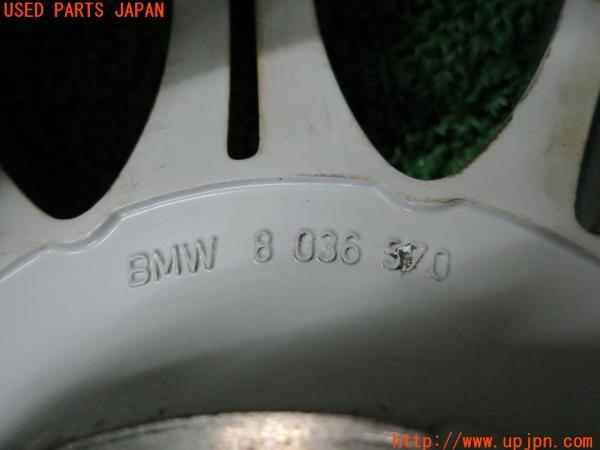 USED PARTS JAPAN
BMW 8 036 570
http://www.upjpn.com/